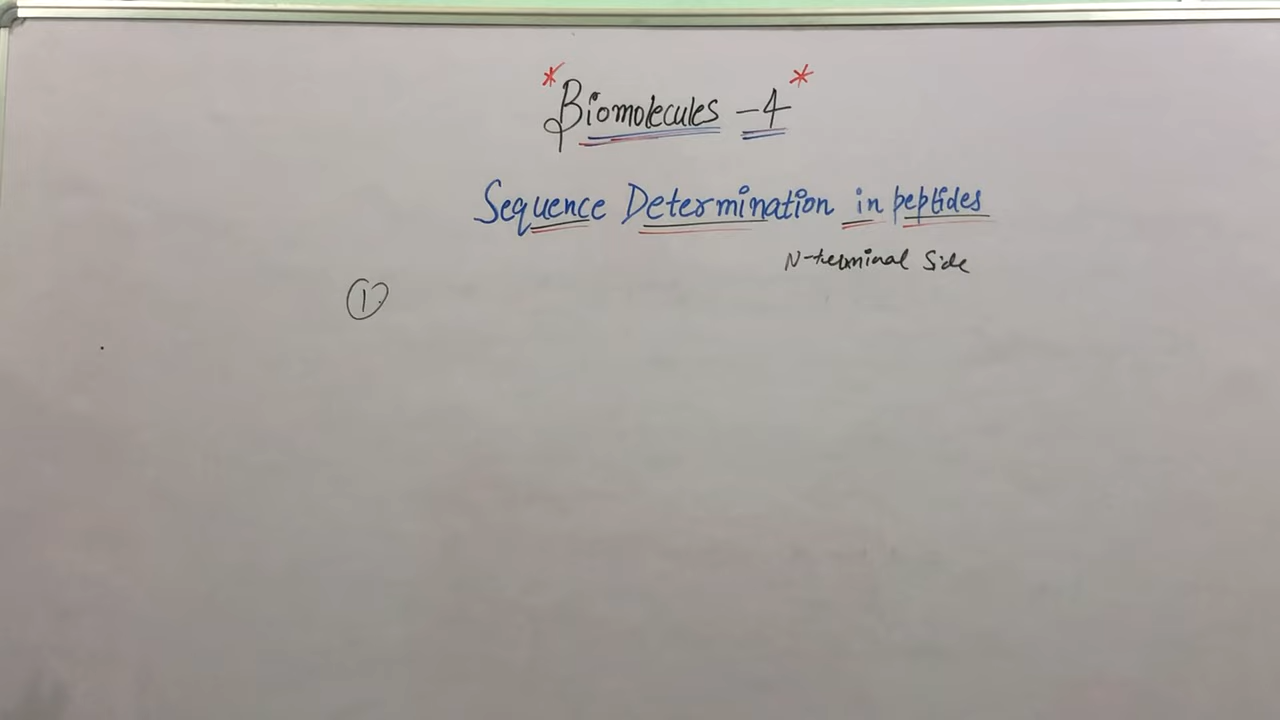 * Biomolecules - 4 *
Sequence Determination in peptides
N-terminal Side
①